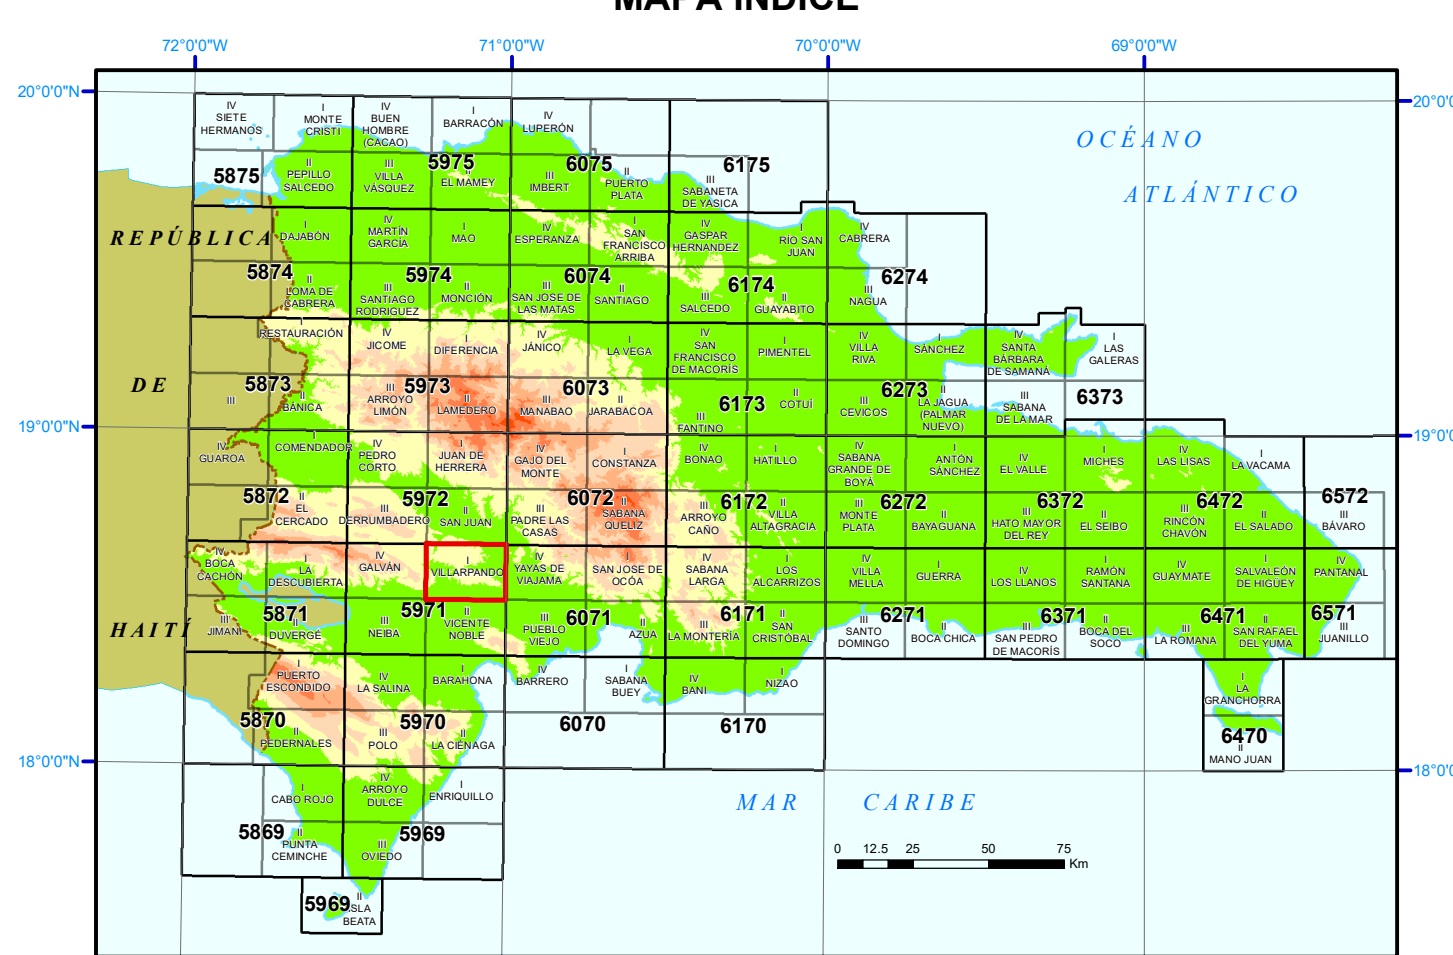 MAPA ÍNDICE
72°0'0"W
71°0'0"W
70°0'0"W
69°0'0"W
20°0'0"N
20°0'0
IV
SIETE
HERMANOS
I
MONTE
CRISTI
IV
BUEN
HOMBRE
(CACAO)
I
BARRACÓN
IV
LUPERÓN
OCÉANO
ATLÁNTICO
5875
II
PEPILLO
SALCEDO
III
VILLA
VÁSQUEZ
5975
II
EL MAMEY
III
IMBERT
6075
II
PUERTO
PLATA
III
SABANETA
DE YASICA
6175
REPÚBLICA
I
DAJABÓN
IV
MARTÍN
GARCÍA
I
MAO
IV
ESPERANZA
I
SAN
FRANCISCO
ARRIBA
IV
GASPAR
HERNANDEZ
I
RÍO SAN
JUAN
IV
CABRERA
5874
II
LOMA DE
CABRERA
III
SANTIAGO
RODRIGUEZ
5974
II
MONCIÓN
III
SAN JOSE DE
LAS MATAS
6074
II
SANTIAGO
III
SALCEDO
6174
II
GUAYABITO
III
NAGUA
6274
RESTAURACIÓN
IV
JICOME
I
DIFERENCIA
IV
JÁNICO
I
LA VEGA
IV
SAN
FRANCISCO
DE MACORÍS
I
PIMENTEL
IV
VILLA
RIVA
I
SÁNCHEZ
IV
SANTA
BÁRBARA
DE SAMANÁ
I
LAS
GALERAS
DE
III
5873
II
BÁNICA
III
ARROYO
LIMÓN
5973
II
LAMEDERO
III
MANABAO
6073
II
JARABACOA
III
FANTINO
6173
II
COTUÍ
III
CEVICOS
6273
II
LA JAGUA
(PALMAR
NUEVO)
III
SABANA
DE LA MAR
6373
19°0'0"N
19°0'0
IV
GUAROA
I
COMENDADOR
IV
PEDRO
CORTO
I
JUAN DE
HERRERA
IV
GAJO DEL
MONTE
I
CONSTANZA
IV
BONAO
I
HATILLO
IV
SABANA
GRANDE DE
BOYÁ
I
ANTÓN
SÁNCHEZ
IV
EL VALLE
I
MICHES
IV
LAS LISAS
I
LA VACAMA
5872
II
EL
CERCADO
III
DERRUMBADERO
5972
II
SAN JUAN
III
PADRE LAS
CASAS
6072
II
SABANA
QUELIZ
III
ARROYO
CAÑO
6172
II
VILLA
ALTAGRACIA
III
MONTE
PLATA
6272
II
BAYAGUANA
III
HATO MAYOR
DEL REY
6372
II
EL SEIBO
III
RINCÓN
CHAVÓN
6472
II
EL SALADO
6572
III
BÁVARO
IV
BOCA
CACHÓN
I
LA
DESCUBIERTA
IV
GALVÁN
I
VILLARPANDO
IV
YAYAS DE
VIAJAMA
I
SAN JOSE DE
OCÓA
IV
SABANA
LARGA
I
LOS
ALCARRIZOS
IV
VILLA
MELLA
I
GUERRA
IV
LOS LLANOS
I
RAMÓN
SANTANA
IV
GUAYMATE
I
SALVALEÓN
DE HIGÜEY
IV
PANTANAL
HAITÍ
III
JIMANÍ
5871
II
DUVERGÉ
III
NEIBA
5971
II
VICENTE
NOBLE
III
PUEBLO
VIEJO
6071
II
AZUA
III
LA MONTERÍA
6171
II
SAN
CRISTÓBAL
III
SANTO
DOMINGO
6271
II
BOCA CHICA
III
SAN PEDRO
DE MACORÍS
6371
II
BOCA DEL
SOCO
III
LA ROMANA
6471
II
SAN RAFAEL
DEL YUMA
6571
III
JUANILLO
I
PUERTO
ESCONDIDO
IV
LA SALINA
I
BARAHONA
IV
BARRERO
I
SABANA
BUEY
IV
BANI
I
NIZAO
I
LA
GRANCHORRA
5870
II
PEDERNALES
III
POLO
5970
II
LA CIÉNAGA
6070
6170
6470
II
MANO JUAN
18°0'0"N
18°0'0
I
CABO ROJO
IV
ARROYO
DULCE
I
ENRIQUILLO
MAR CARIBE
5869
II
PUNTA
CEMINCHE
III
OVIEDO
5969
0 12.5 25 50 75
Km
5969
II
ISLA
BEATA